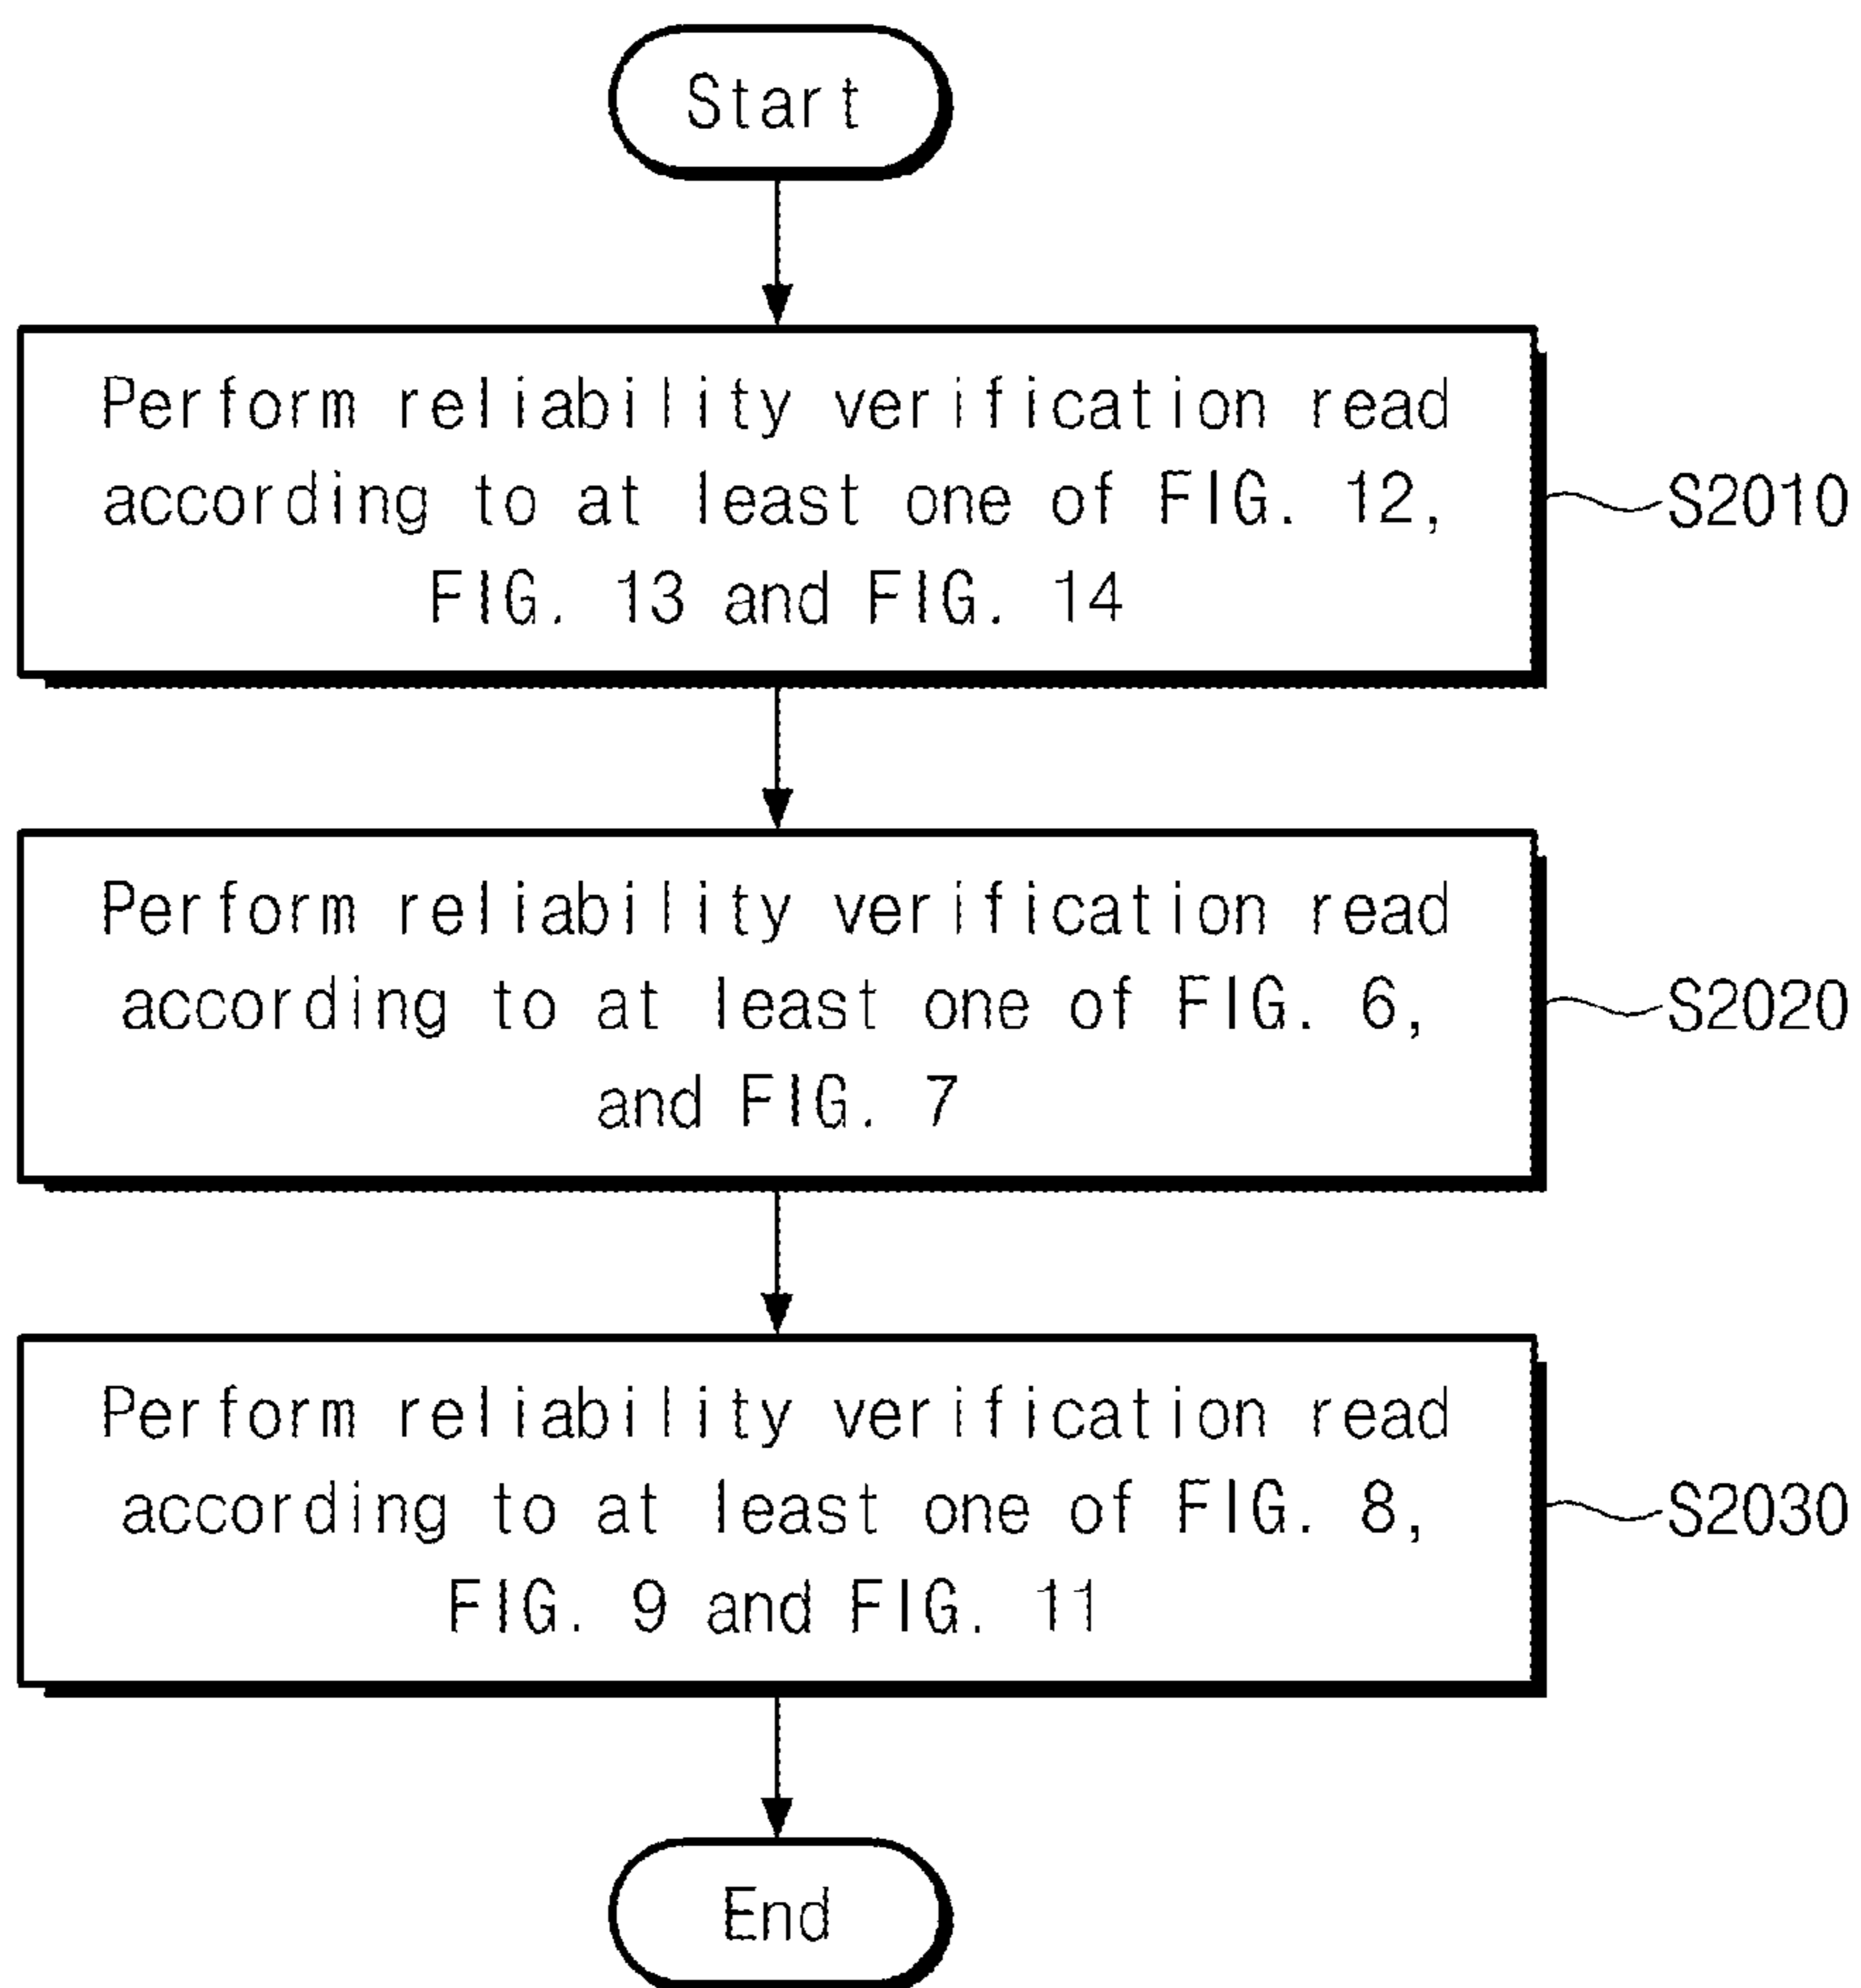 Start
Perform reliability verification read
according to at least one of FIG. 12,
FIG. 13 and FIG. 14
S2010
Perform reliability verification read
according to at least one of FIG. 6,
and FIG. 7
S2020
Perform reliability verification read
according to at least one of FIG. 8,
FIG. 9 and FIG. 11
S2030
End